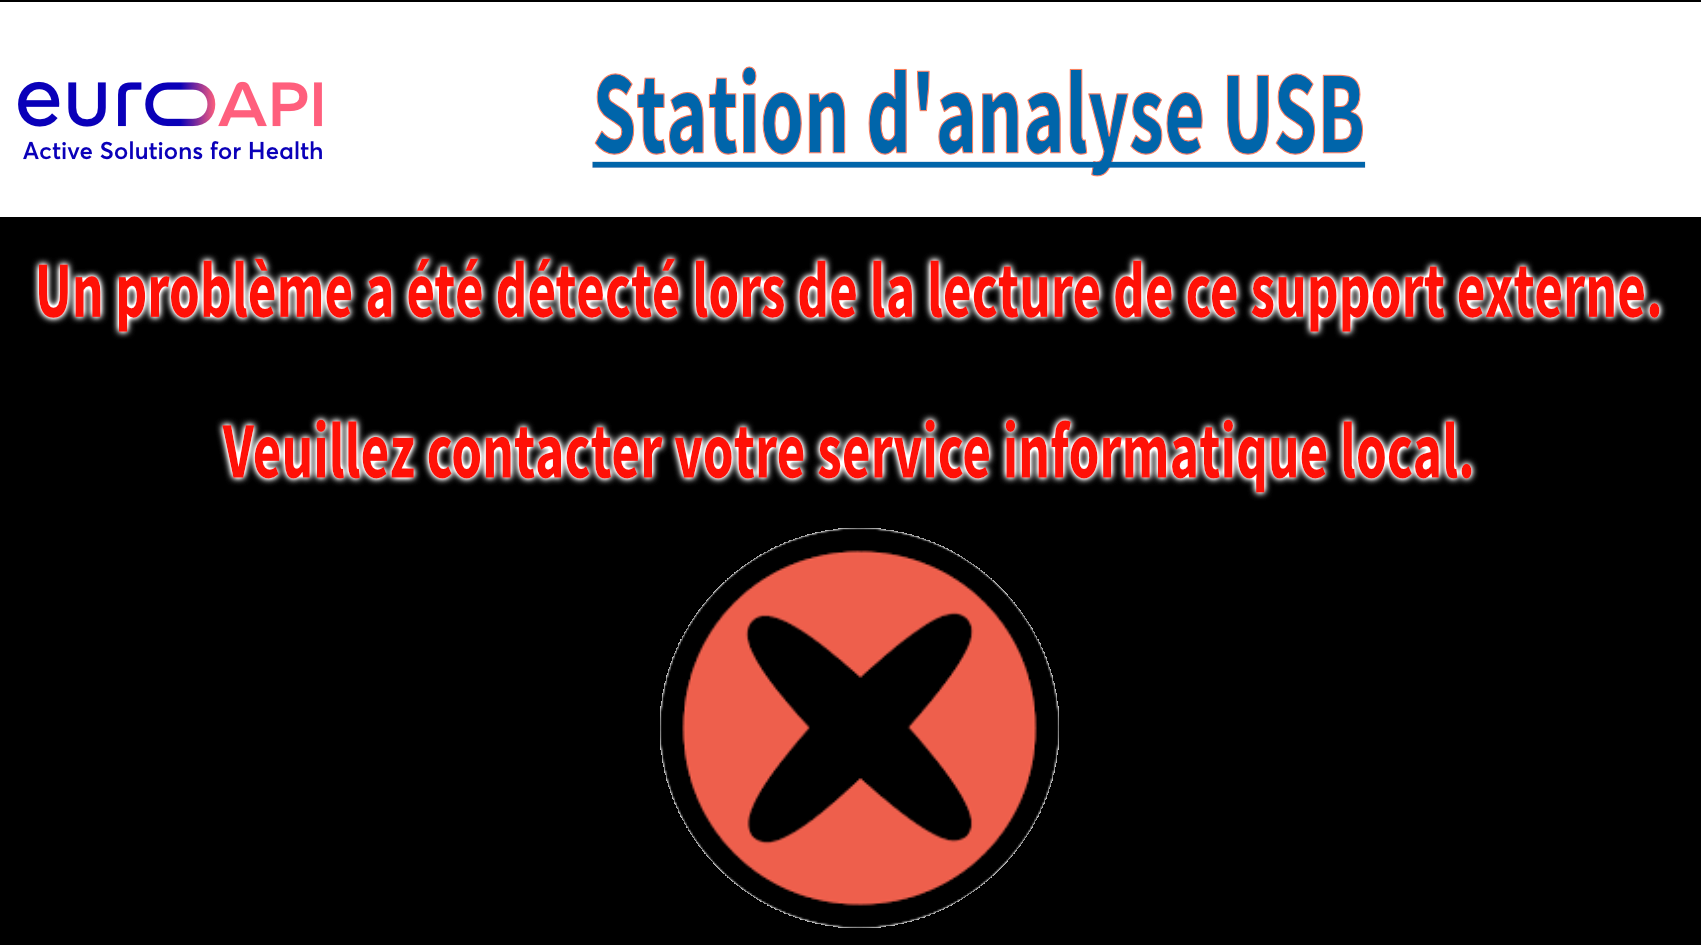 euroAPI
Active Solutions for Health
Station d'analyse USB
Un problème a été détecté lors de la lecture de ce support externe.
Veuillez contacter votre service informatique local.